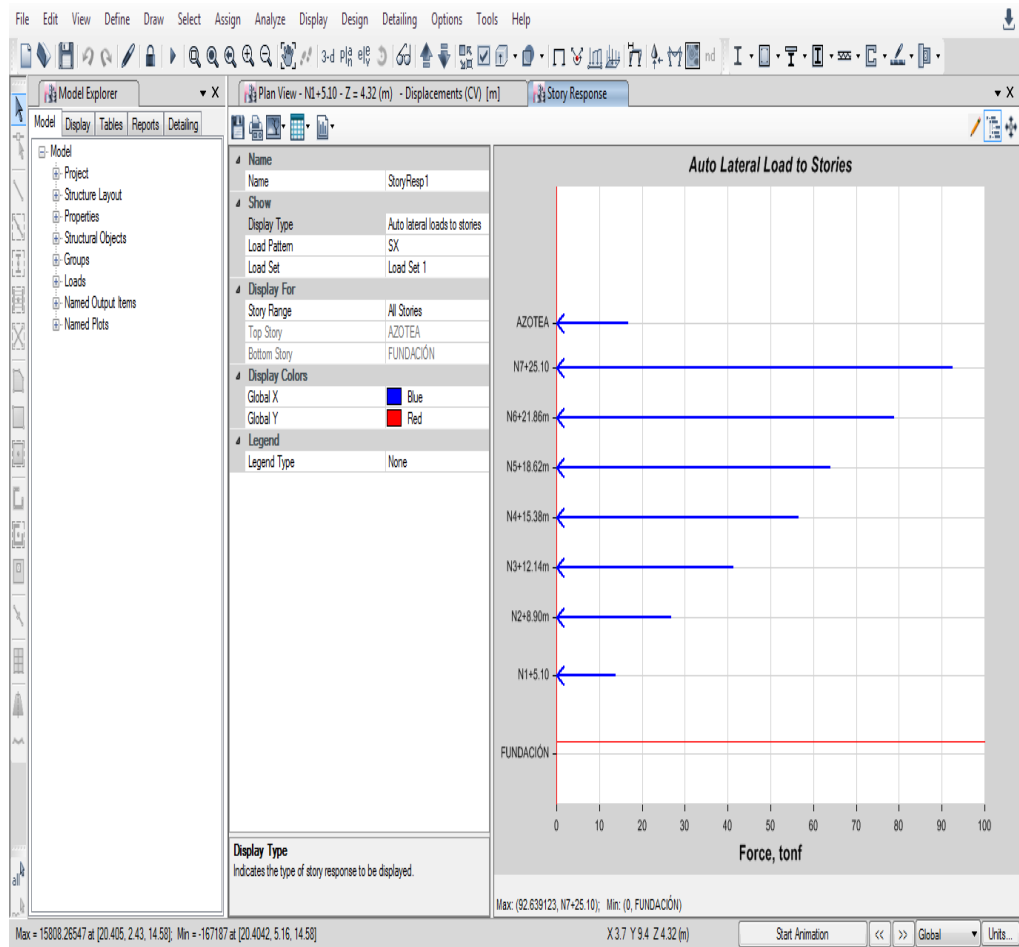 File Edit View Define Draw Select Assign Analyze Display Design Detailing Options Tools Help
3-d plạ elẹ nd
Model Explorer
Plan View - N1+5.10 - Z = 4.32 (m) - Displacements (CV) [m]
Story Response
Model Display Tables Reports Detailing
Model
Project
Structure Layout
Properties
Structural Objects
Groups
Loads
Named Output Items
Named Plots
Name
Name StoryResp1
Show
Display Type Auto lateral loads to stories
Load Pattern SX
Load Set Load Set 1
Display For
Story Range All Stories
Top Story AZOTEA
Bottom Story FUNDACIÓN
Display Colors
Global X Blue
Global Y Red
Legend
Legend Type None
Display Type
Indicates the type of story response to be displayed.
Auto Lateral Load to Stories
AZOTEA
N7+25.10
N6+21.86m
N5+18.62m
N4+15.38m
N3+12.14m
N2+8.90m
N1+5.10
FUNDACIÓN
0 10 20 30 40 50 60 70 80 90 100
Force, tonf
Max: (92.639123, N7+25.10); Min: (0, FUNDACIÓN)
all
Max = 15808.26547 at [20.405, 2.43, 14.58]; Min = -167187 at [20.4042, 5.16, 14.58]
X 3.7 Y 9.4 Z 4.32 (m)
Start Animation << >> Global Units...